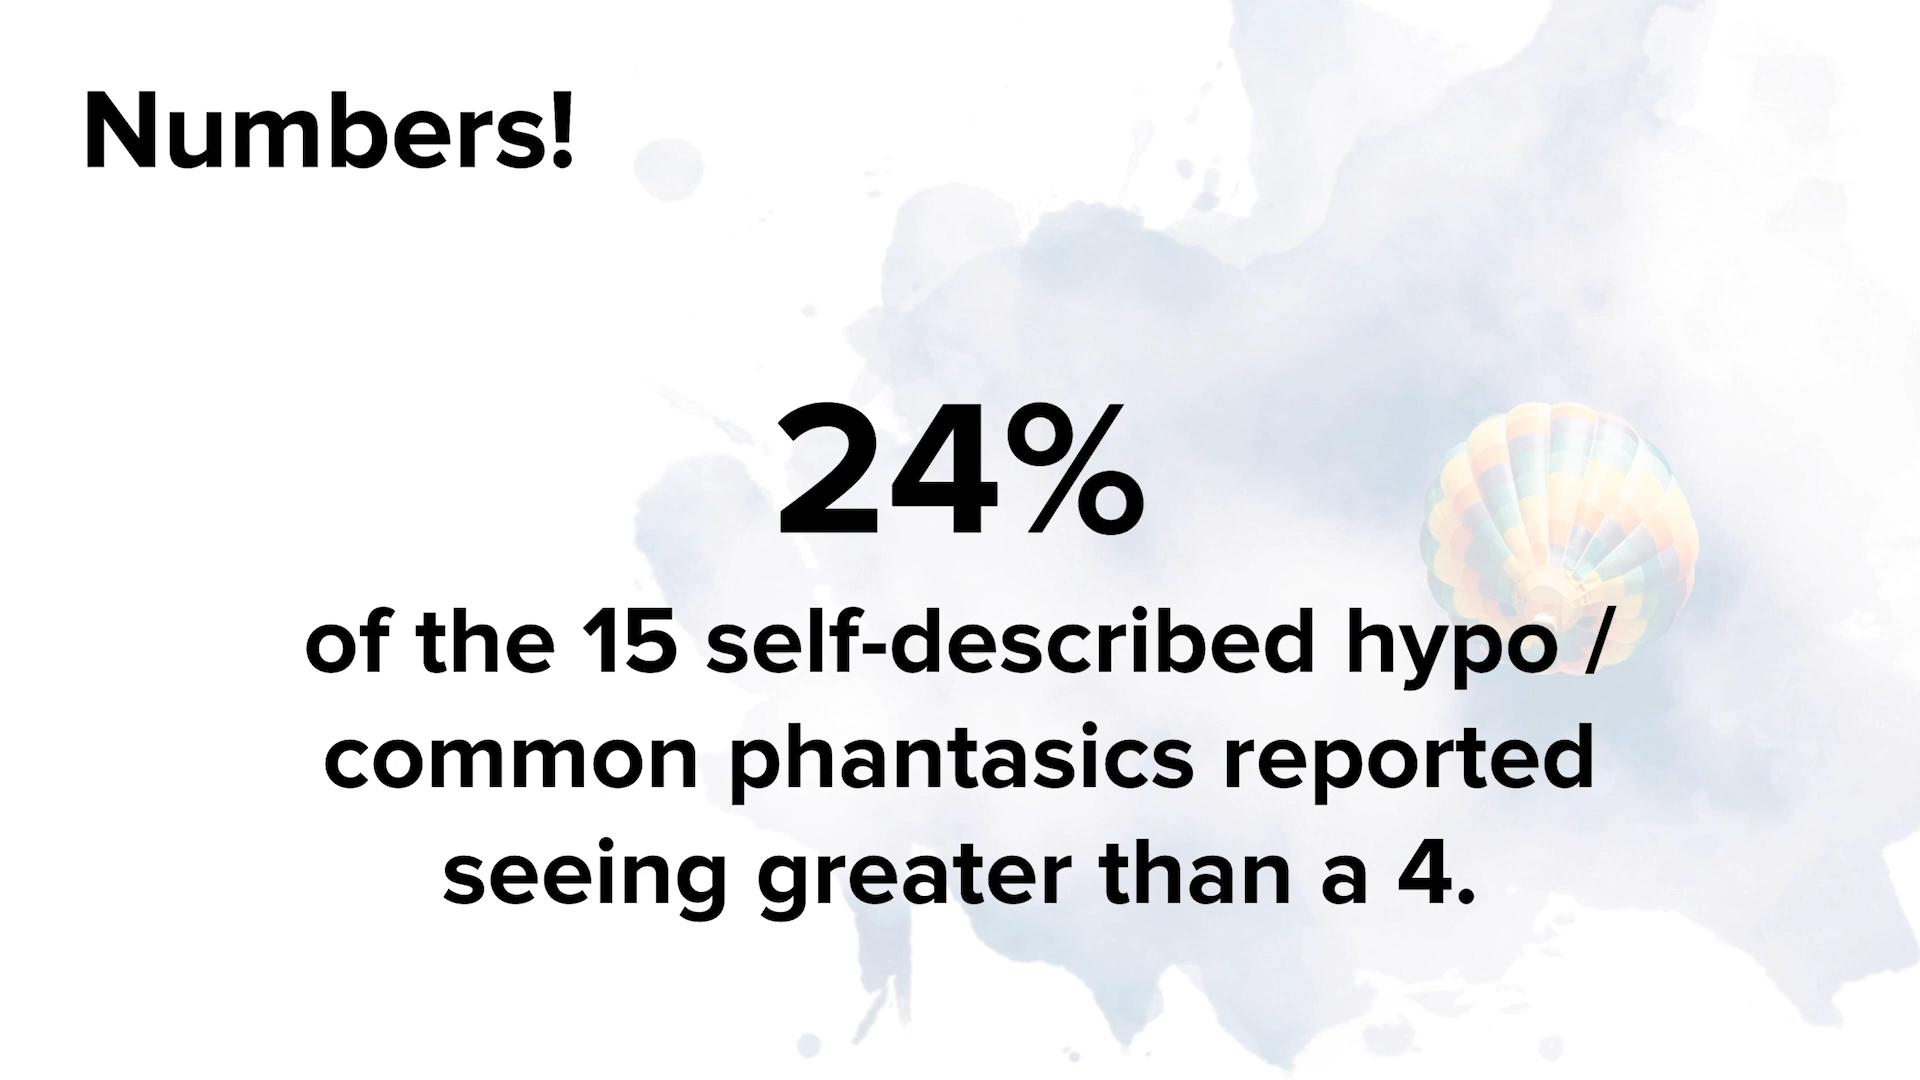 Numbers!
24%
of the 15 self-described hypo /
common phantasics reported
seeing greater than a 4.